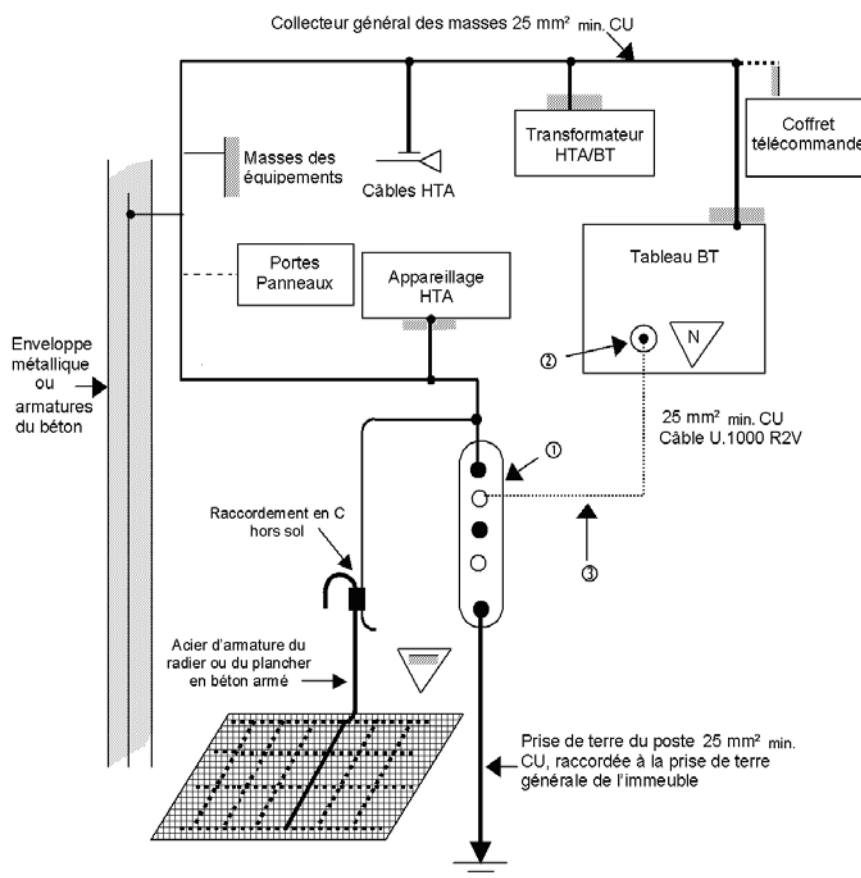 Collecteur général des masses 25 mm² min. CU
Masses des
équipements
Câbles HTA
Transformateur
HTA/BT
Coffret
télécommande
Portes
Panneaux
Appareillage
HTA
Tableau BT
N
②
Enveloppe
métallique
ou
armatures
du béton
25 mm² min. CU
Câble U.1000 R2V
①
Raccordement en C
hors sol
③
Acier d'armature du
radier ou du plancher
en béton armé
Prise de terre du poste 25 mm² min.
CU, raccordée à la prise de terre
générale de l'immeuble